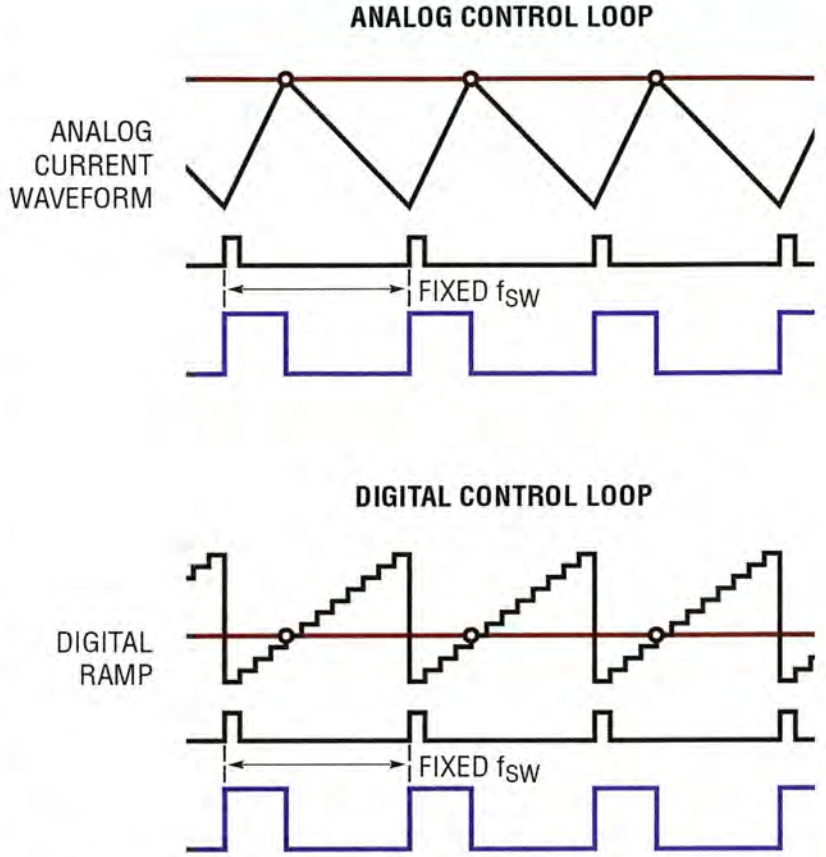 ANALOG CONTROL LOOP
ANALOG
CURRENT
WAVEFORM
FIXED fSW
DIGITAL CONTROL LOOP
DIGITAL
RAMP
FIXED fSW